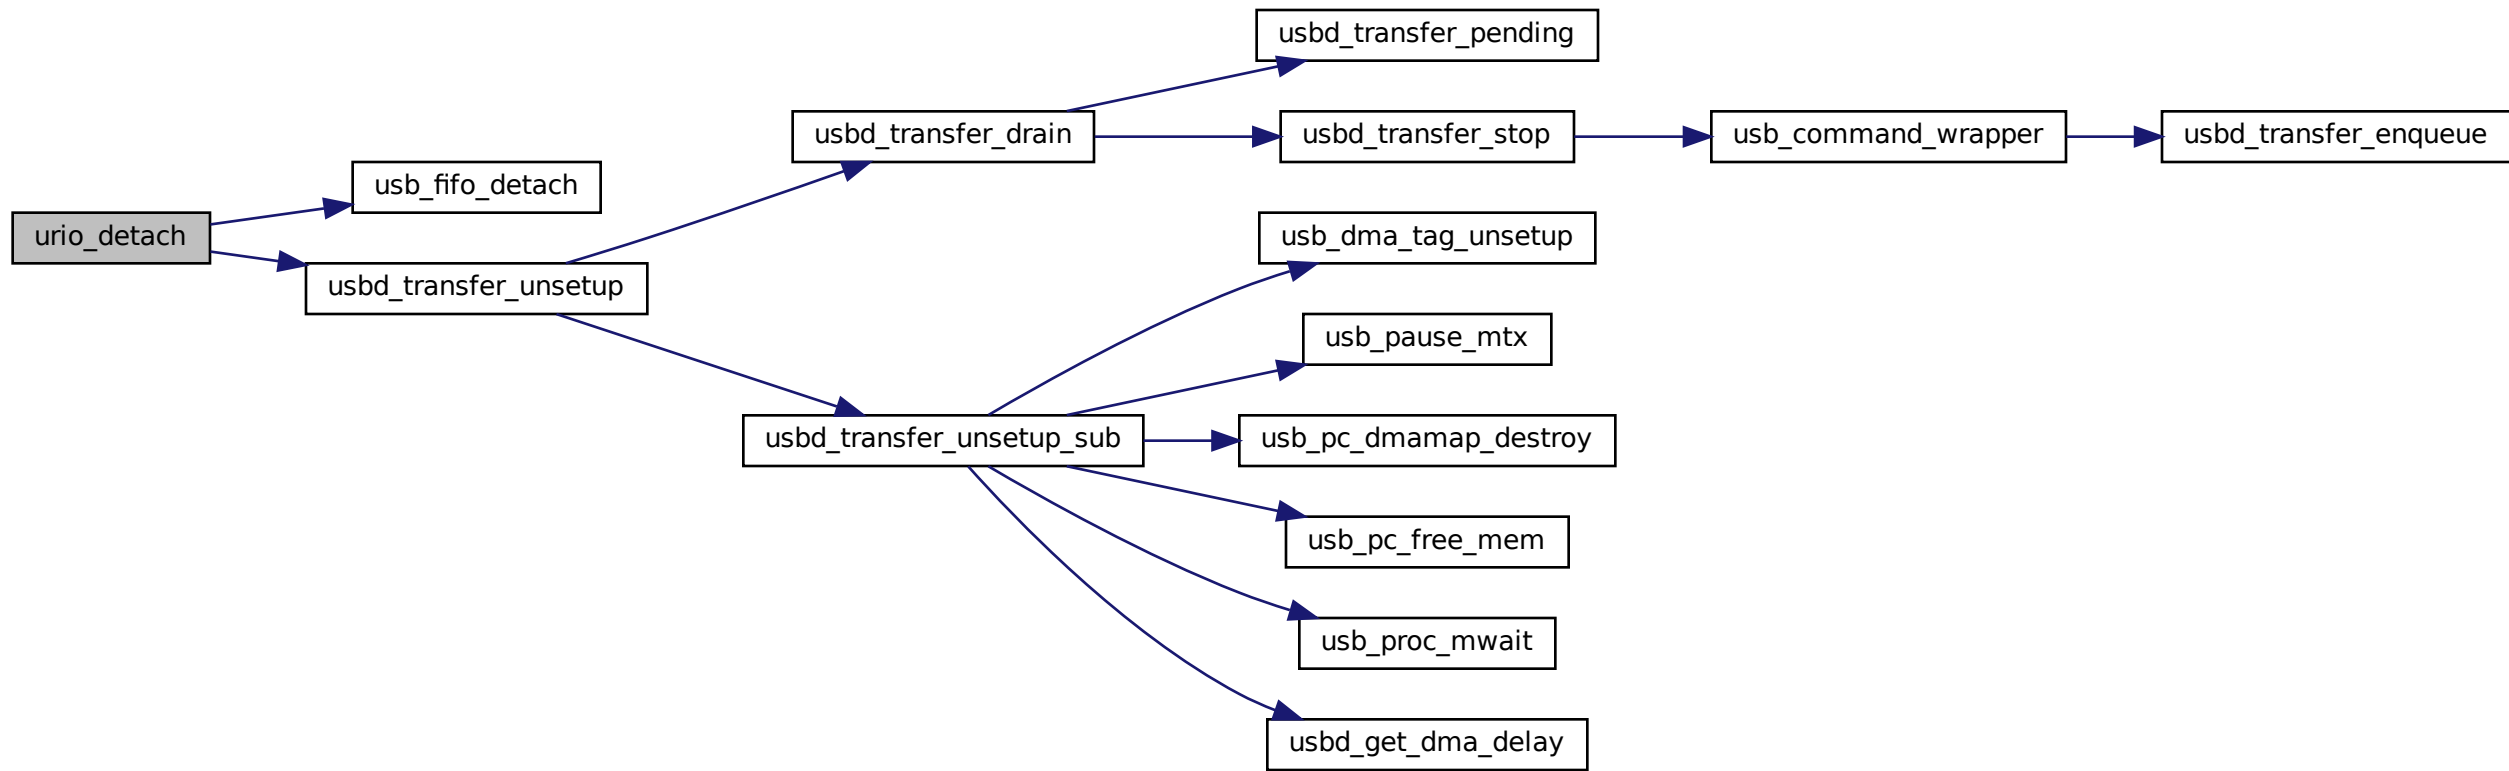 usbd_transfer_pending
usbd_transfer_drain
usbd_transfer_stop
usb_command_wrapper
usbd_transfer_enqueue
usb_fifo_detach
urio_detach
usb_dma_tag_unsetup
usbd_transfer_unsetup
usb_pause_mtx
usbd_transfer_unsetup_sub
usb_pc_dmamap_destroy
usb_pc_free_mem
usb_proc_mwait
usbd_get_dma_delay